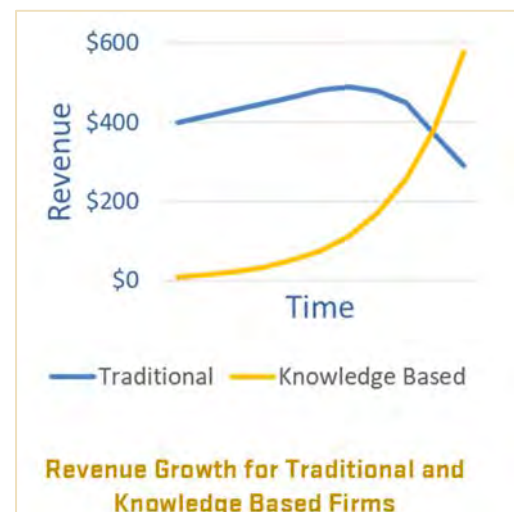 $600
$400
$200
$0
Revenue
Time
Traditional
Knowledge Based
Revenue Growth for Traditional and
Knowledge Based Firms